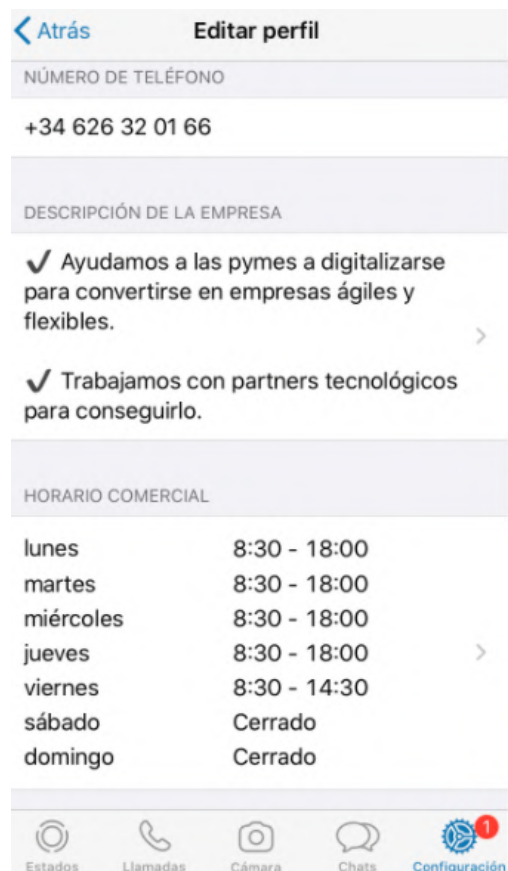 Atrás Editar perfil
NÚMERO DE TELÉFONO
+34 626 32 01 66
DESCRIPCIÓN DE LA EMPRESA
✓ Ayudamos a las pymes a digitalizarse
para convertirse en empresas ágiles y
flexibles.
✓ Trabajamos con partners tecnológicos
para conseguirlo.
HORARIO COMERCIAL
lunes 8:30 - 18:00
martes 8:30 - 18:00
miércoles 8:30 - 18:00
jueves 8:30 - 18:00
viernes 8:30 - 14:30
sábado Cerrado
domingo Cerrado
1
Estados Llamadas Cámara Chats Configuración